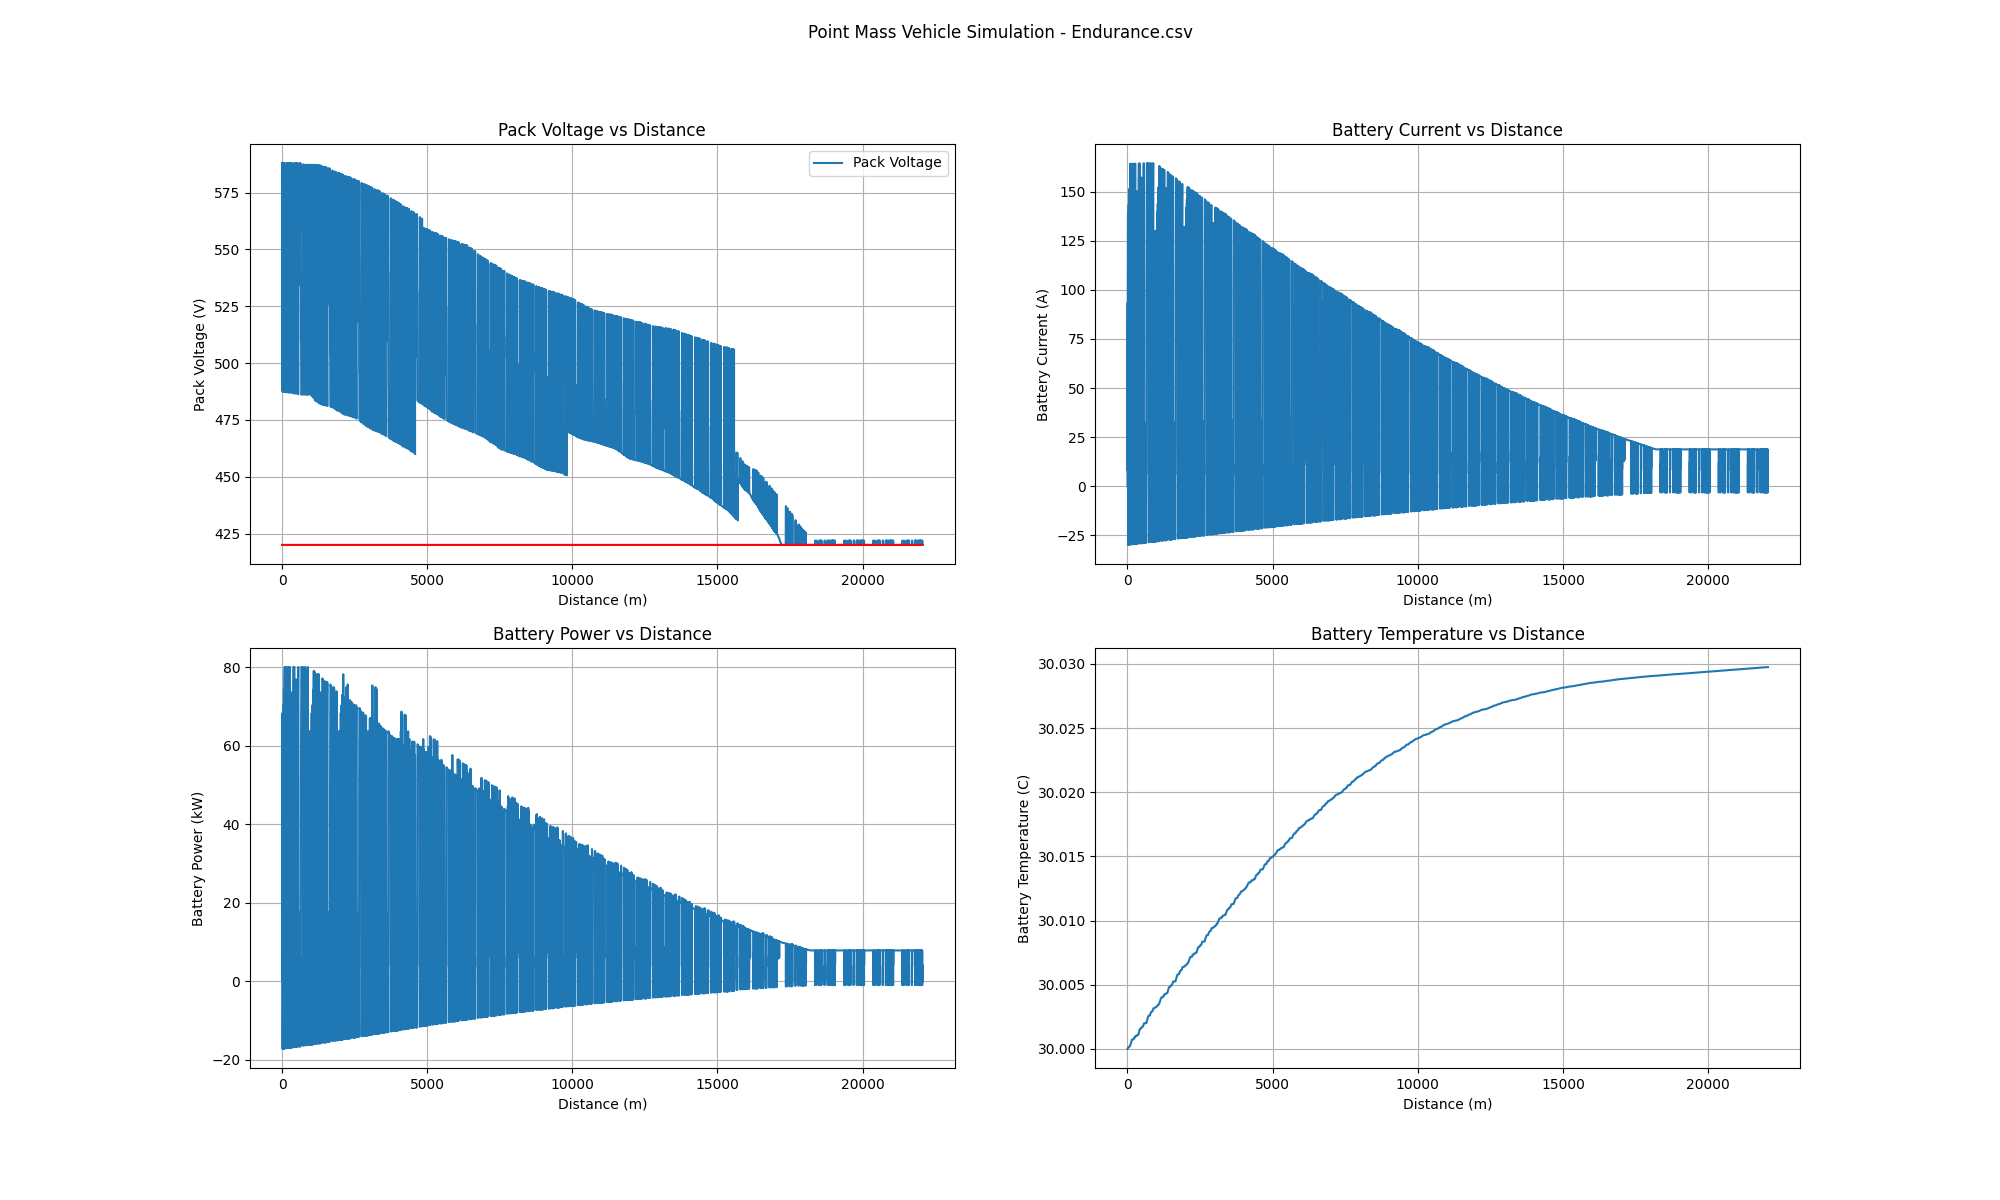 Point Mass Vehicle Simulation - Endurance.csv
Pack Voltage vs Distance
Pack Voltage
Pack Voltage (V)
575
550
525
500
475
450
425
0 5000 10000 15000 20000
Distance (m)
Battery Current vs Distance
Battery Current (A)
150
125
100
75
50
25
0
−25
0 5000 10000 15000 20000
Distance (m)
Battery Power vs Distance
Battery Power (kW)
80
60
40
20
0
−20
0 5000 10000 15000 20000
Distance (m)
Battery Temperature vs Distance
Battery Temperature (C)
30.030
30.025
30.020
30.015
30.010
30.005
30.000
0 5000 10000 15000 20000
Distance (m)